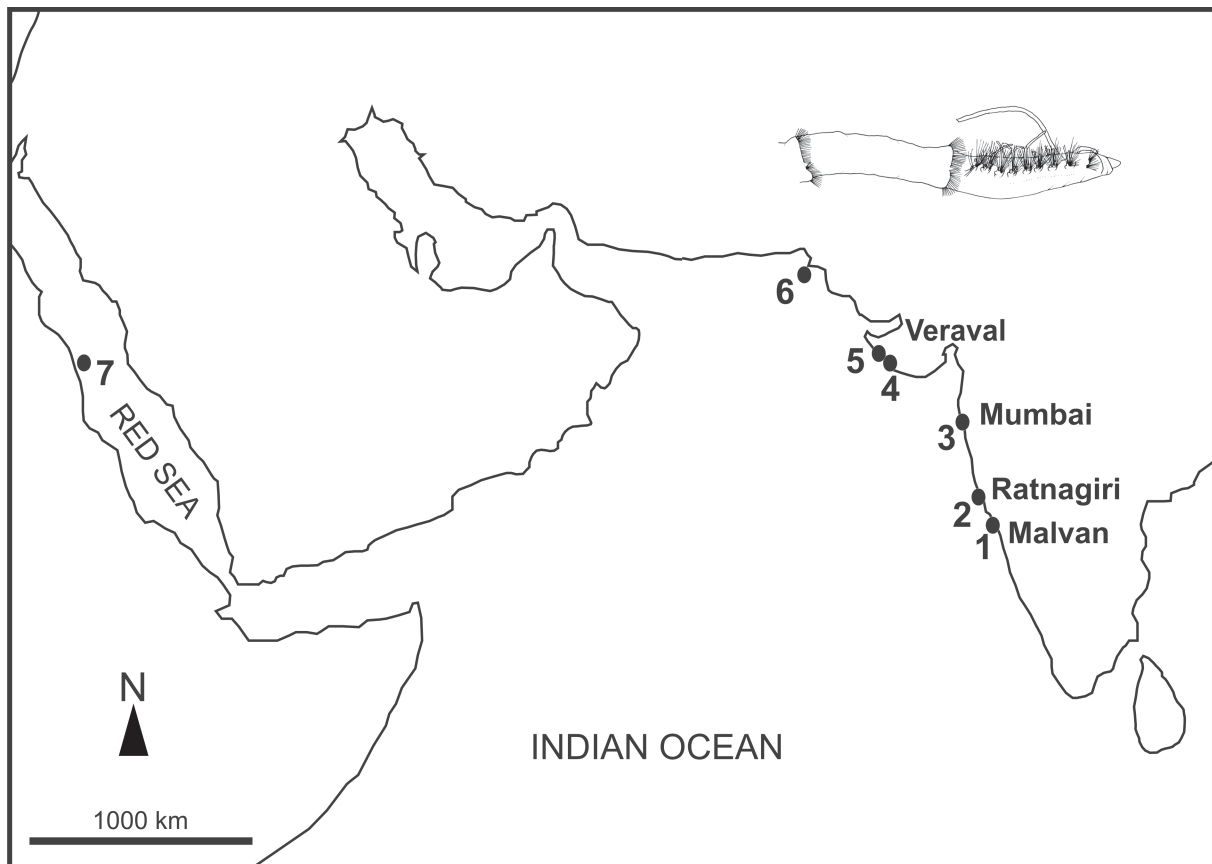 6
Veraval
5
4
7
Mumbai
3
RED SEA
Ratnagiri
2
Malvan
1
N
INDIAN OCEAN
1000 km